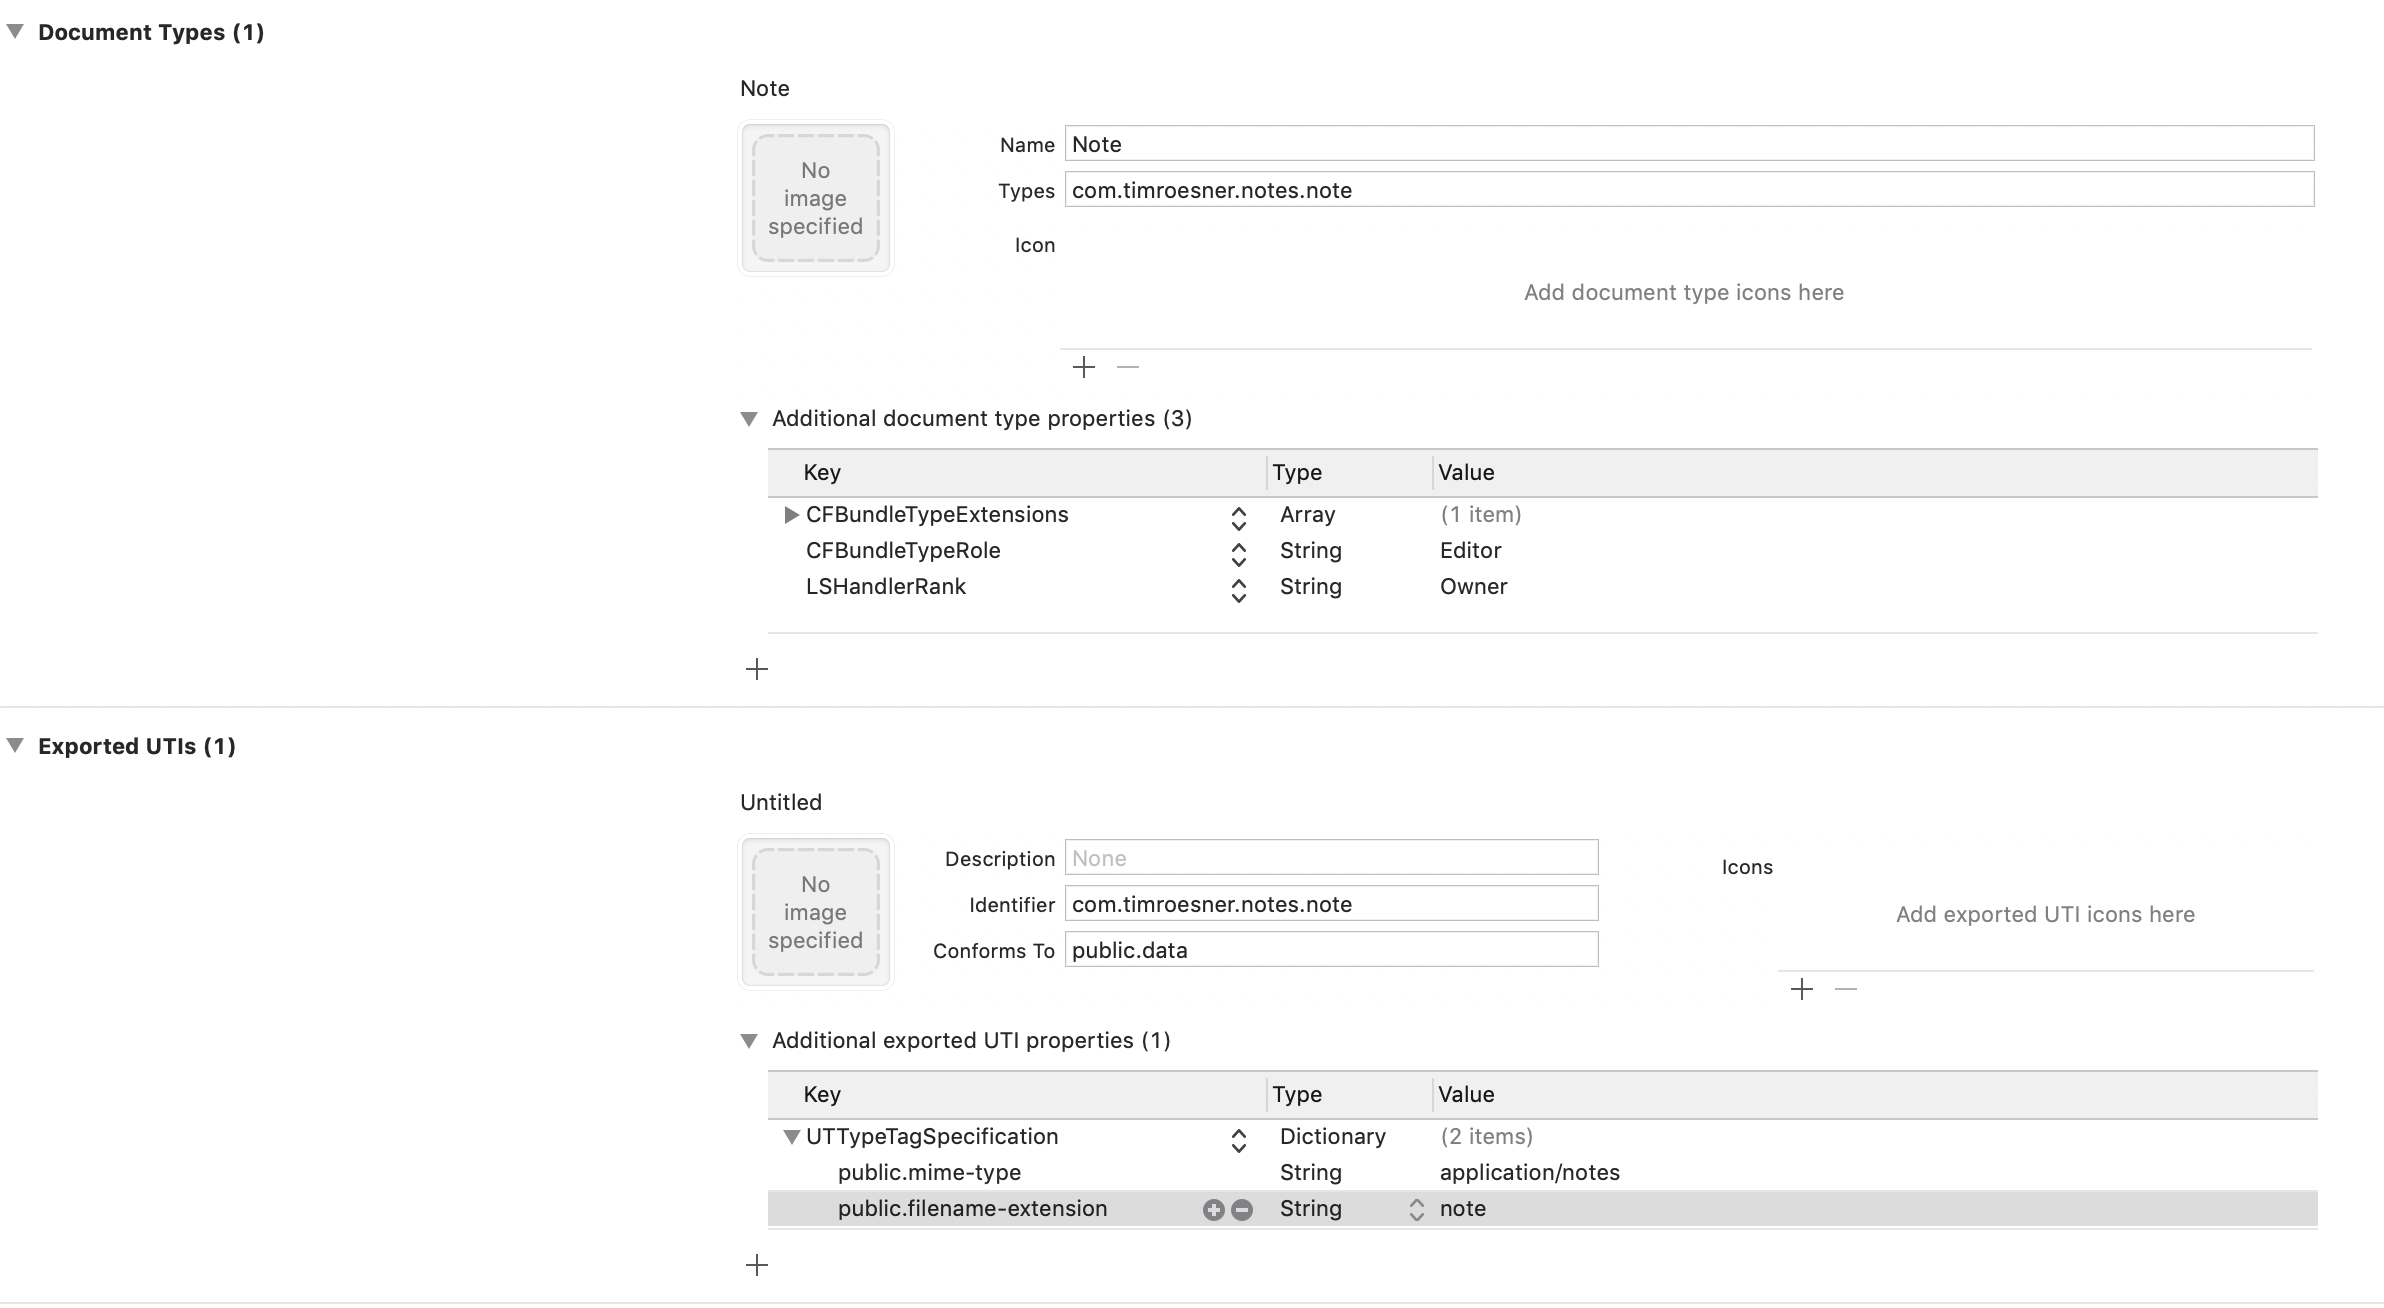 Document Types (1)
Note
No
image
specified
Name Note
Types com.timroesner.notes.note
Icon
Add document type icons here
Additional document type properties (3)
Key Type Value
CFBundleTypeExtensions Array (1 item)
CFBundleTypeRole String Editor
LSHandlerRank String Owner
Exported UTIs (1)
Untitled
No
image
specified
Description None
Identifier com.timroesner.notes.note
Conforms To public.data
Icons
Add exported UTI icons here
Additional exported UTI properties (1)
Key Type Value
UTTypeTagSpecification Dictionary (2 items)
public.mime-type String application/notes
public.filename-extension String note